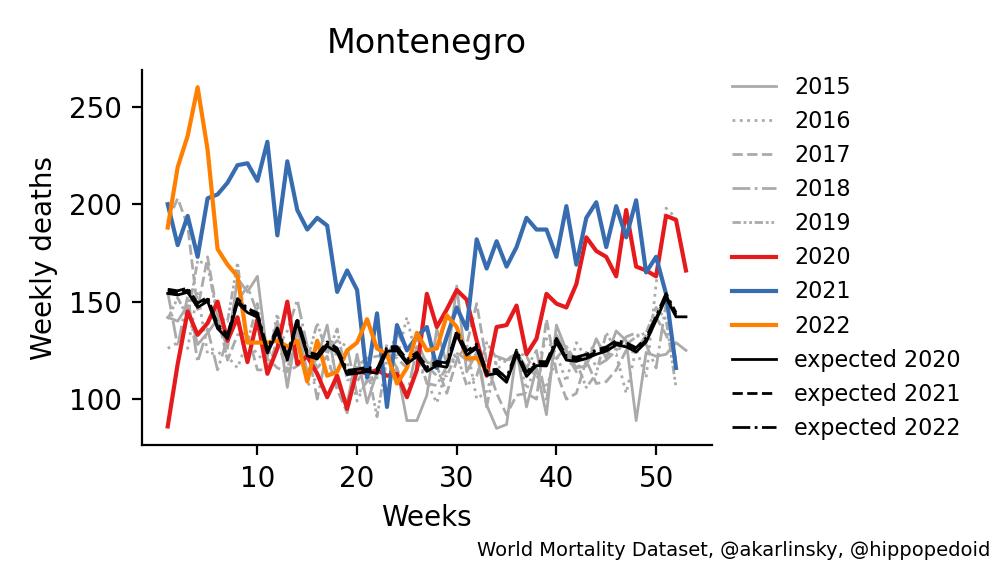 Montenegro
Weekly deaths
250
200
150
100
10 20 30 40 50
Weeks
2015
2016
2017
2018
2019
2020
2021
2022
expected 2020
expected 2021
expected 2022
World Mortality Dataset, @akarlinsky, @hippopedoid